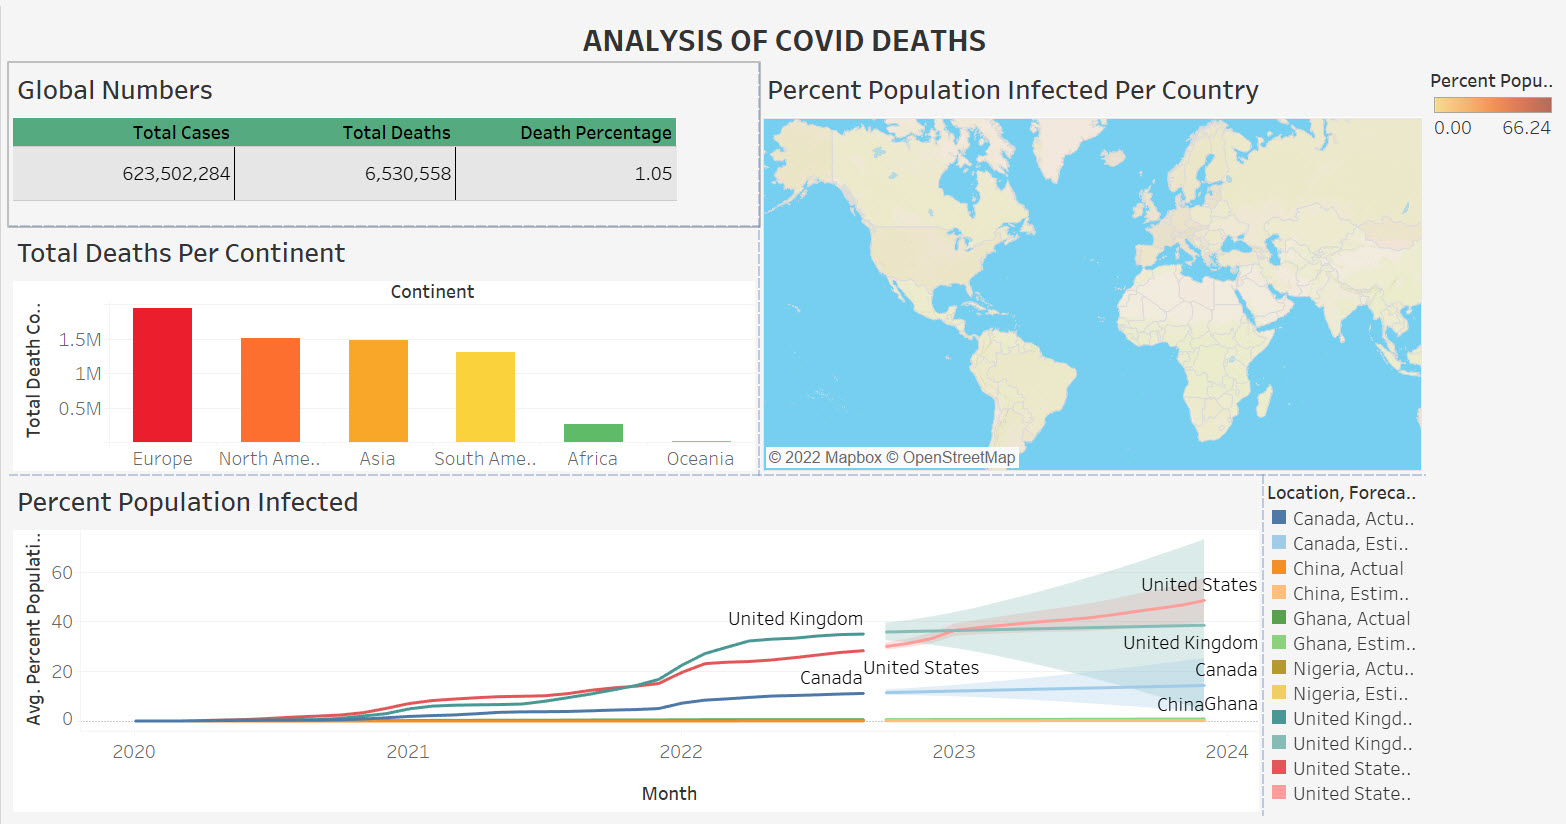 ANALYSIS OF COVID DEATHS
Global Numbers
Total Cases Total Deaths Death Percentage
623,502,284 6,530,558 1.05
Percent Population Infected Per Country
Percent Popu..
0.00 66.24
© 2022 Mapbox © OpenStreetMap
Total Deaths Per Continent
Continent
Total Death Co..
1.5M
1M
0.5M
Europe North Ame.. Asia South Ame.. Africa Oceania
Percent Population Infected
Avg. Percent Populati..
60
40
20
0
United Kingdom
United States
Canada
United States
United Kingdom
Canada
ChinaGhana
2020 2021 2022 2023 2024
Month
Location, Foreca..
Canada, Actu..
Canada, Esti..
China, Actual
China, Estim..
Ghana, Actual
Ghana, Estim..
Nigeria, Actu..
Nigeria, Esti..
United Kingd..
United Kingd..
United State..
United State..